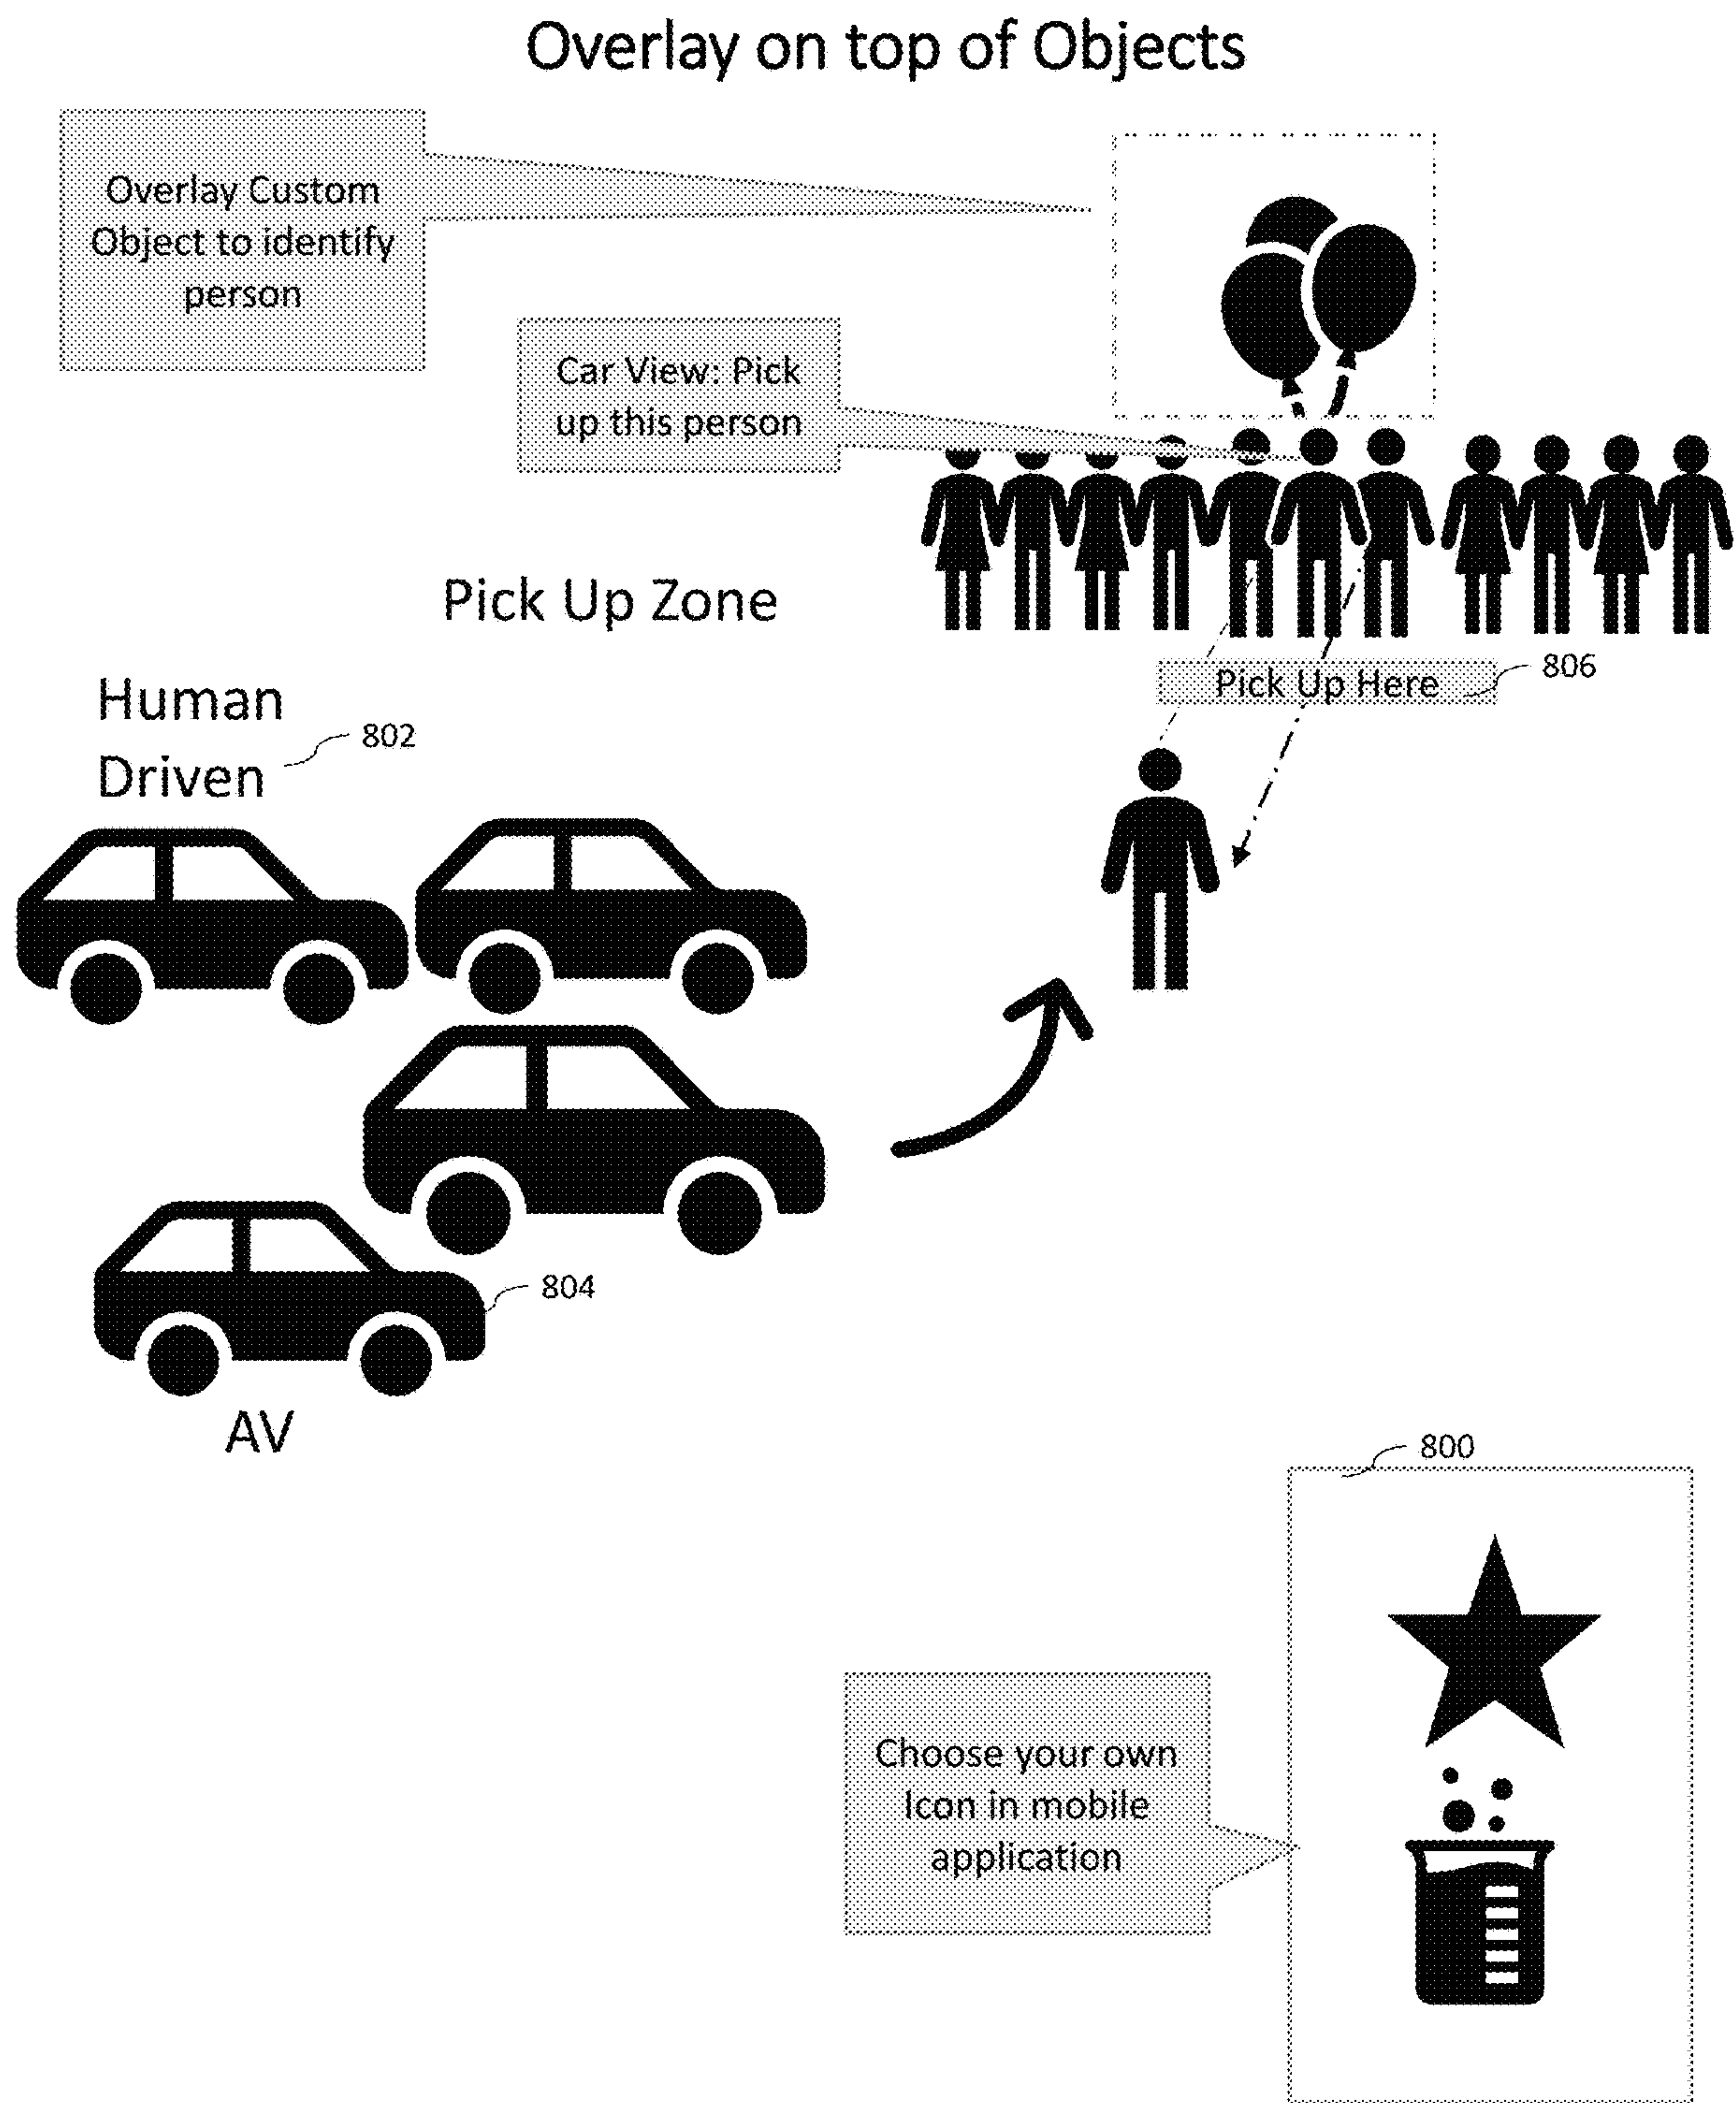 Overlay on top of Objects
Overlay Custom
Object to identify
person
Car View: Pick
up this person
Pick Up Zone
Pick Up Here
806
Human
Driven
802
804
AV
800
Choose your own
Icon in mobile
application